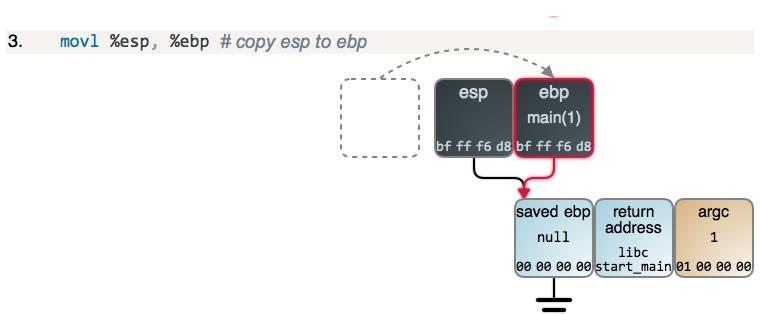 3. movl %esp, %ebp # copy esp to ebp
esp
bf ff f6 d8
ebp
main(1)
bf ff f6 d8
saved ebp
null
00 00 00 00
return
address
libc
start_main
argc
1
01 00 00 00